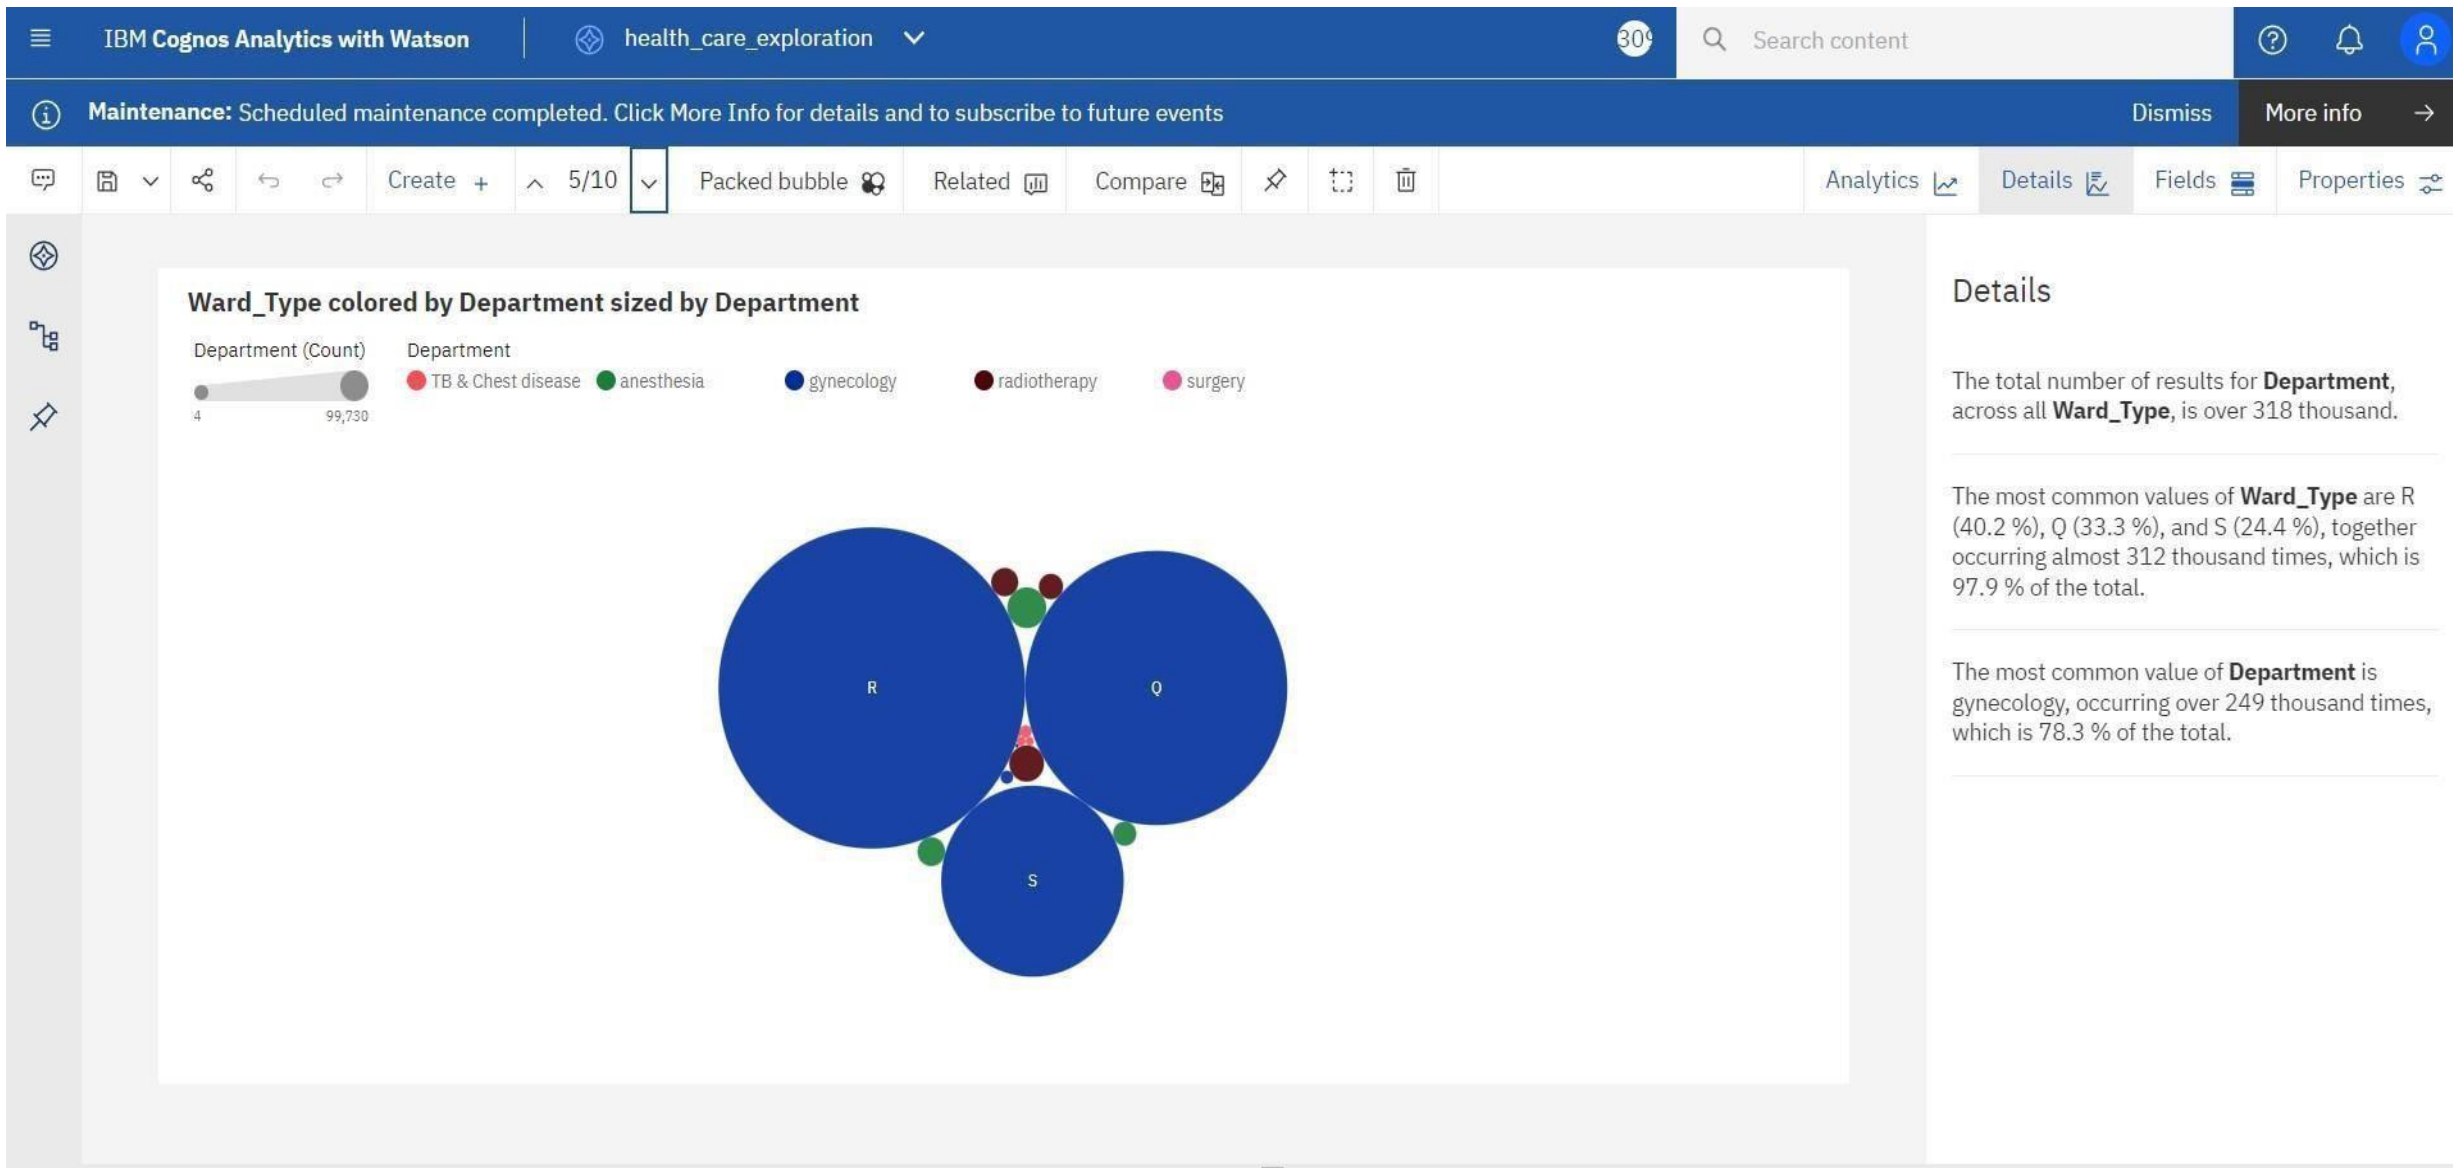 IBM Cognos Analytics with Watson
health_care_exploration
Search content
Maintenance: Scheduled maintenance completed. Click More Info for details and to subscribe to future events
Dismiss
More info
Create +
5/10
Packed bubble
Related
Compare
Analytics
Details
Fields
Properties
Ward_Type colored by Department sized by Department
Department (Count)
4
99,730
Department
TB & Chest disease
anesthesia
gynecology
radiotherapy
surgery
R
Q
S
Details
The total number of results for Department,
across all Ward_Type, is over 318 thousand.
The most common values of Ward_Type are R
(40.2 %), Q (33.3 %), and S (24.4 %), together
occurring almost 312 thousand times, which is
97.9 % of the total.
The most common value of Department is
gynecology, occurring over 249 thousand times,
which is 78.3 % of the total.